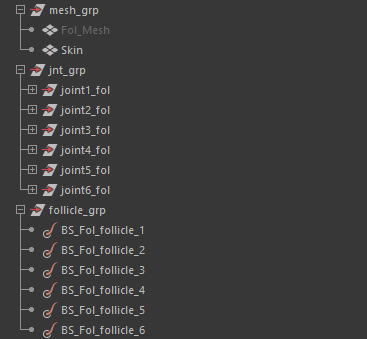 mesh_grp
Fol_Mesh
Skin
jnt_grp
joint1_fol
joint2_fol
joint3_fol
joint4_fol
joint5_fol
joint6_fol
follicle_grp
BS_Fol_follicle_1
BS_Fol_follicle_2
BS_Fol_follicle_3
BS_Fol_follicle_4
BS_Fol_follicle_5
BS_Fol_follicle_6